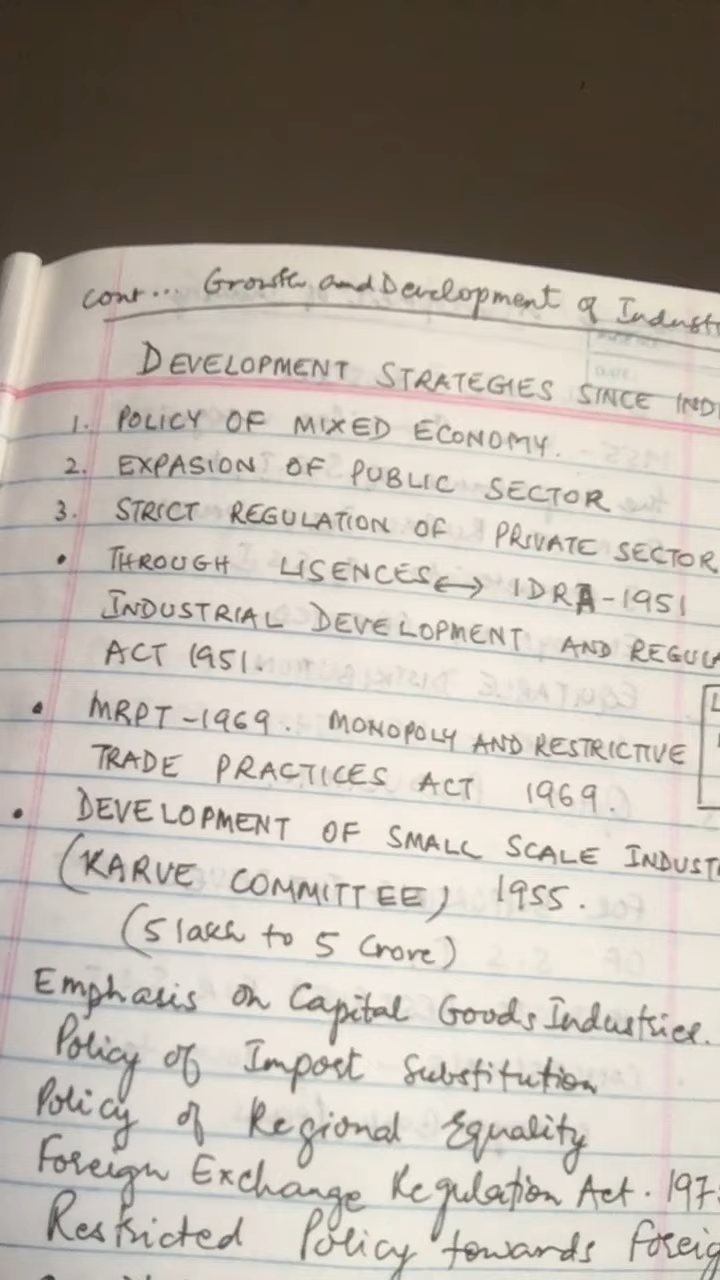 cont... Growth and Development of Indust
DEVELOPMENT STRATEGIES SINCE IND
1. POLICY OF MIXED ECONOMY.
2. EXPASION OF PUBLIC SECTOR
3. STRICT REGULATION OF PRIVATE SECTOR
• THROUGH LISENCES ↔ IDRA-1951
INDUSTRIAL DEVELOPMENT AND REGULA
ACT 1951.
• MRPT-1969. MONOPOLY AND RESTRICTIVE
TRADE PRACTICES ACT 1969.
• DEVELOPMENT OF SMALL SCALE INDUST
(KARVE COMMITTEE) 1955.
(5 lakh to 5 Crore)
Emphasis on Capital Goods Industries.
Policy of Import Substitution
Policy of Regional Equality
Foreign Exchange Regulation Act. 197
Restricted Policy towards foreig